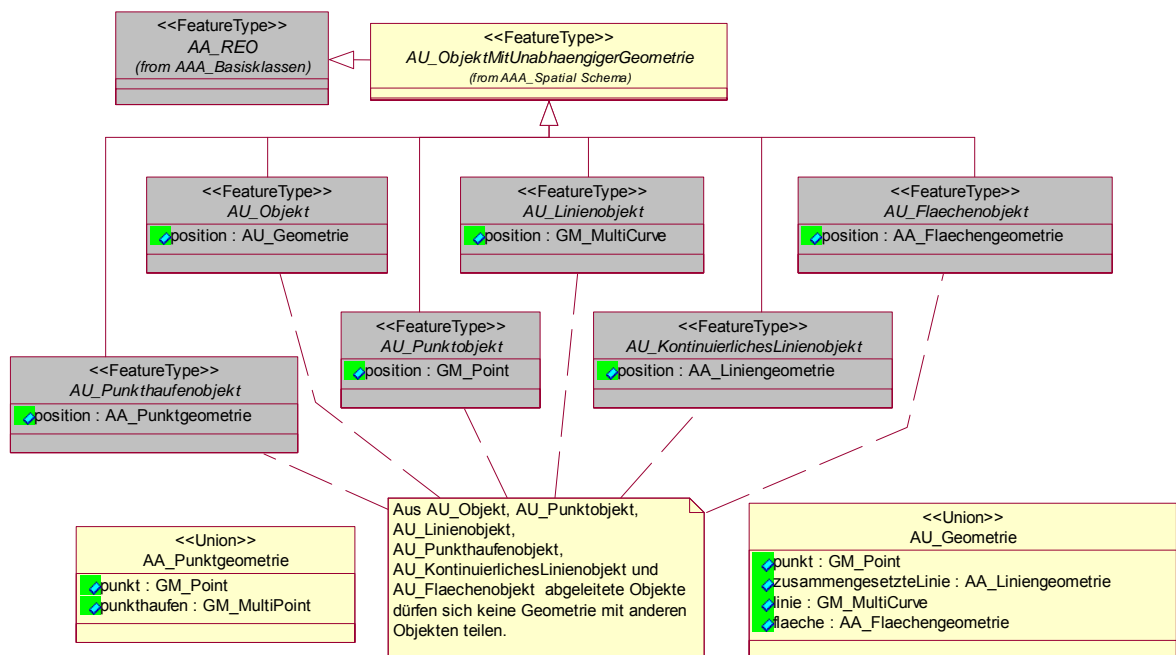 <<FeatureType>>
AA_REO
(from AAA_Basisklassen)
<<FeatureType>>
AU_ObjektMitUnabhaengigerGeometrie
(from AAA_Spatial Schema)
<<FeatureType>>
AU_Objekt
position : AU_Geometrie
<<FeatureType>>
AU_Linienobjekt
position : GM_MultiCurve
<<FeatureType>>
AU_Flaechenobjekt
position : AA_Flaechengeometrie
<<FeatureType>>
AU_Punkthaufenobjekt
position : AA_Punktgeometrie
<<FeatureType>>
AU_Punktobjekt
position : GM_Point
<<FeatureType>>
AU_KontinuierlichesLinienobjekt
position : AA_Liniengeometrie
<<Union>>
AA_Punktgeometrie
punkt : GM_Point
punkthaufen : GM_MultiPoint
Aus AU_Objekt, AU_Punktobjekt,
AU_Linienobjekt,
AU_Punkthaufenobjekt,
AU_KontinuierlichesLinienobjekt und
AU_Flaechenobjekt abgeleitete Objekte
dürfen sich keine Geometrie mit anderen
Objekten teilen.
<<Union>>
AU_Geometrie
punkt : GM_Point
zusammengesetzteLinie : AA_Liniengeometrie
linie : GM_MultiCurve
flaeche : AA_Flaechengeometrie